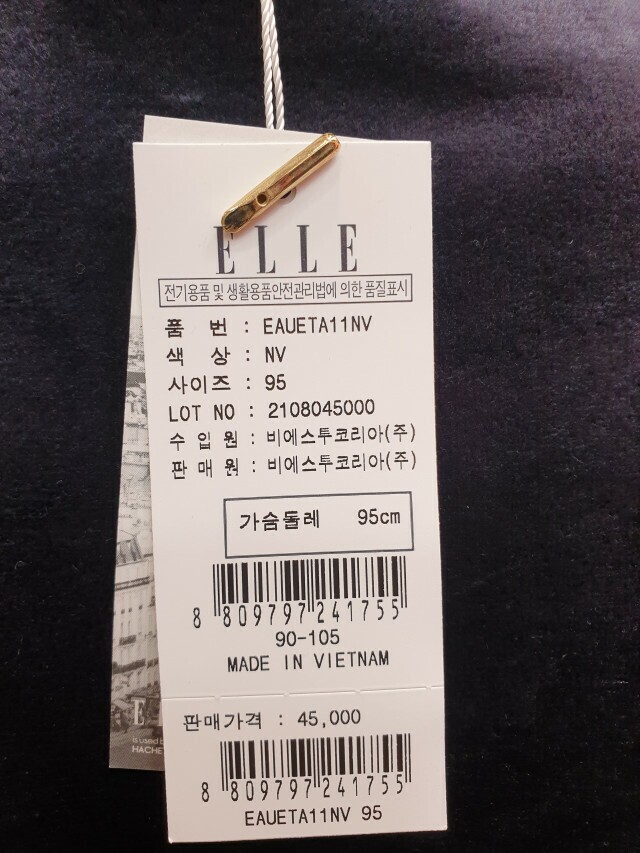 ELLE
전기용품 및 생활용품안전관리법에 의한 품질표시
품 번 : EAUETA11NV
색 상 : NV
사이즈 : 95
LOT NO : 2108045000
수 입 원 : 비에스투코리아(주)
판 매 원 : 비에스투코리아(주)
가슴둘레 95cm
8 809797 241755
90-105
MADE IN VIETNAM
판매가격 : 45,000
8 809797 241755
EAUETA11NV 95
is used
HACHE